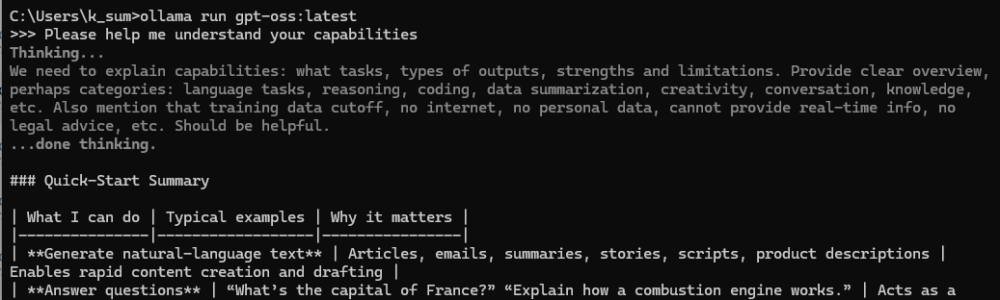 C:\Users\k_sum>ollama run gpt-oss:latest
>>> Please help me understand your capabilities
Thinking...
We need to explain capabilities: what tasks, types of outputs, strengths and limitations. Provide clear overview,
perhaps categories: language tasks, reasoning, coding, data summarization, creativity, conversation, knowledge,
etc. Also mention that training data cutoff, no internet, no personal data, cannot provide real-time info, no
legal advice, etc. Should be helpful.
...done thinking.

### Quick-Start Summary

| What I can do | Typical examples | Why it matters |
|---------------|------------------|----------------|
| **Generate natural-language text** | Articles, emails, summaries, stories, scripts, product descriptions |
Enables rapid content creation and drafting |
| **Answer questions** | “What’s the capital of France?” “Explain how a combustion engine works.” | Acts as a